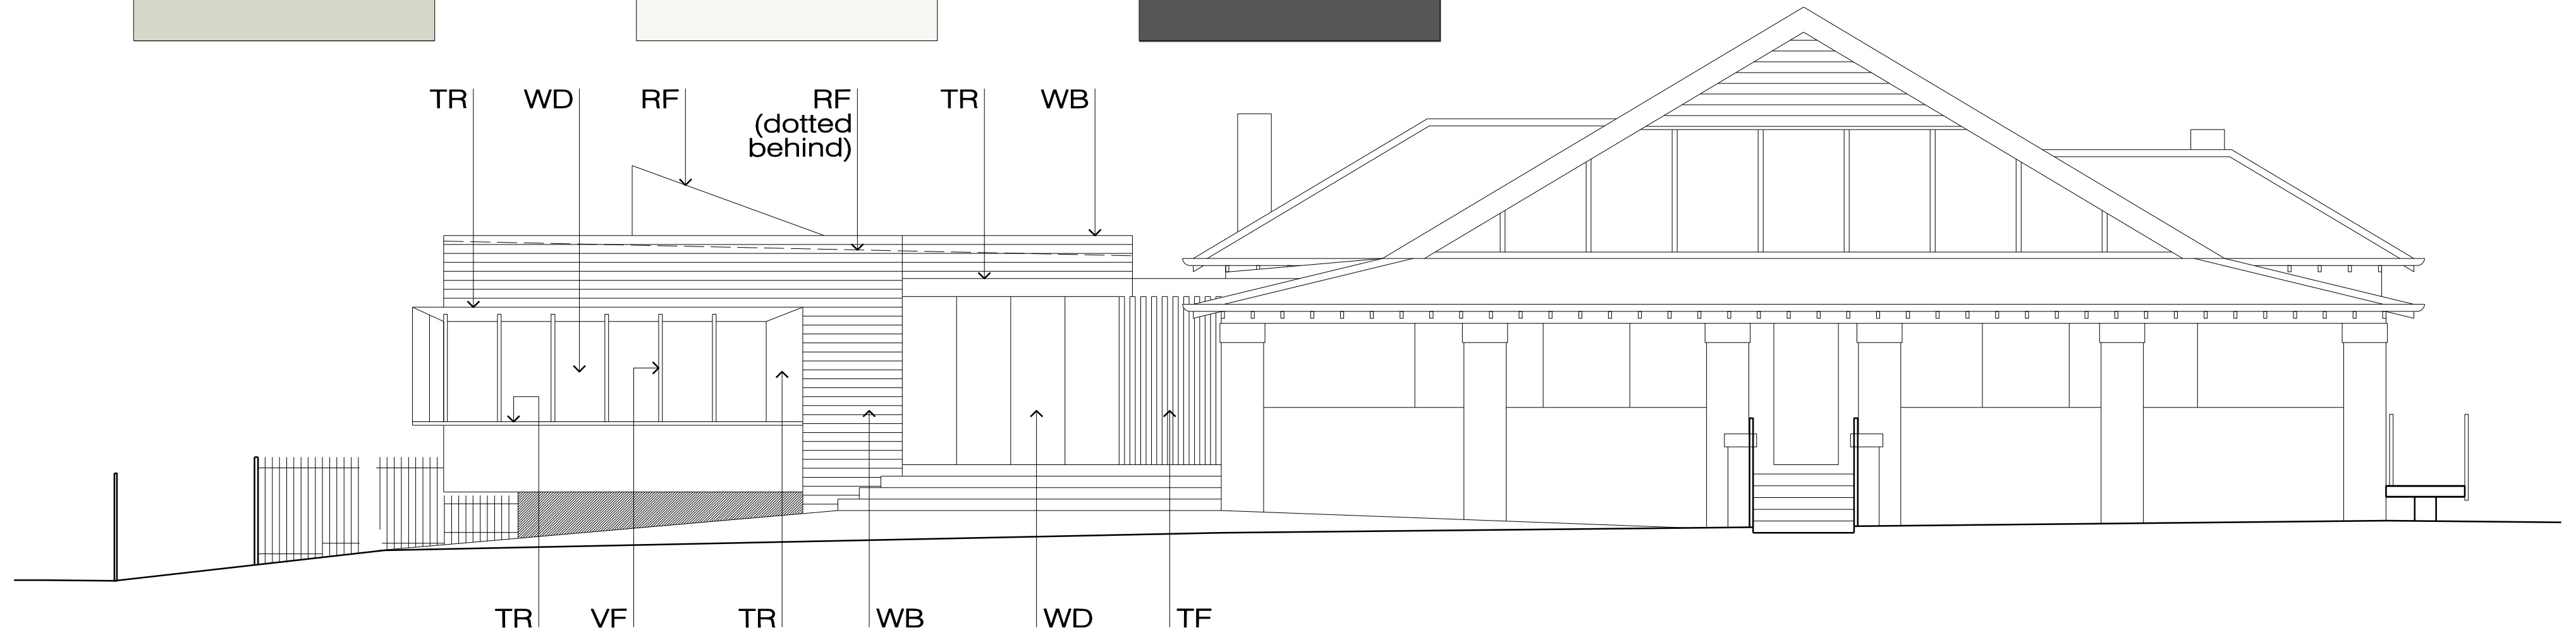 TR WD RF RF TR WB
(dotted
behind)
TR VF TR WB WD TF